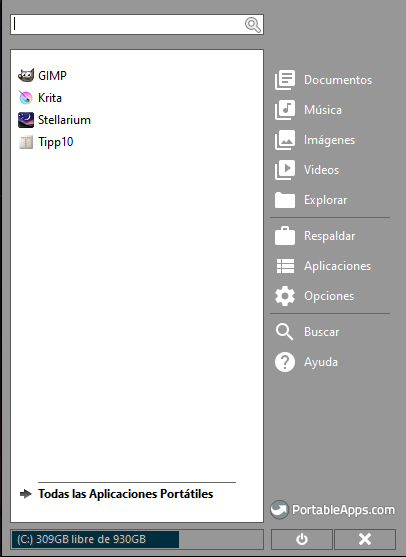 GIMP
Krita
Stellarium
Tipp10
Todas las Aplicaciones Portátiles
(C:) 309GB libre de 930GB
Documentos
Música
Imágenes
Videos
Explorar
Respaldar
Aplicaciones
Opciones
Buscar
Ayuda
PortableApps.com